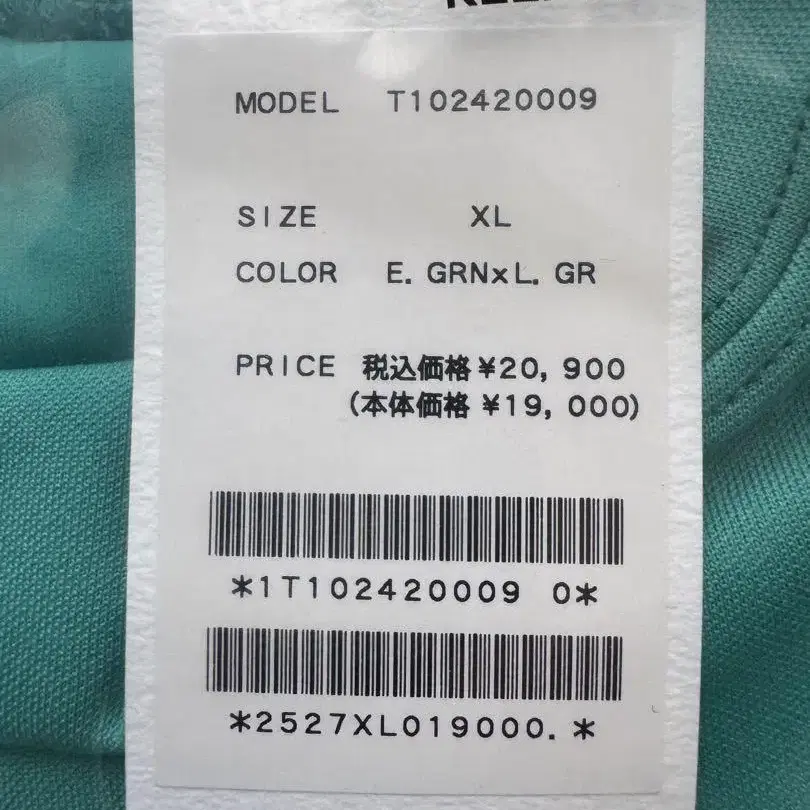 MODEL T102420009
SIZE XL
COLOR E. GRNxL. GR
PRICE 税込価格 ¥20, 900
(本体価格 ¥19, 000)
*1T102420009 0*
*2527XL019000. *